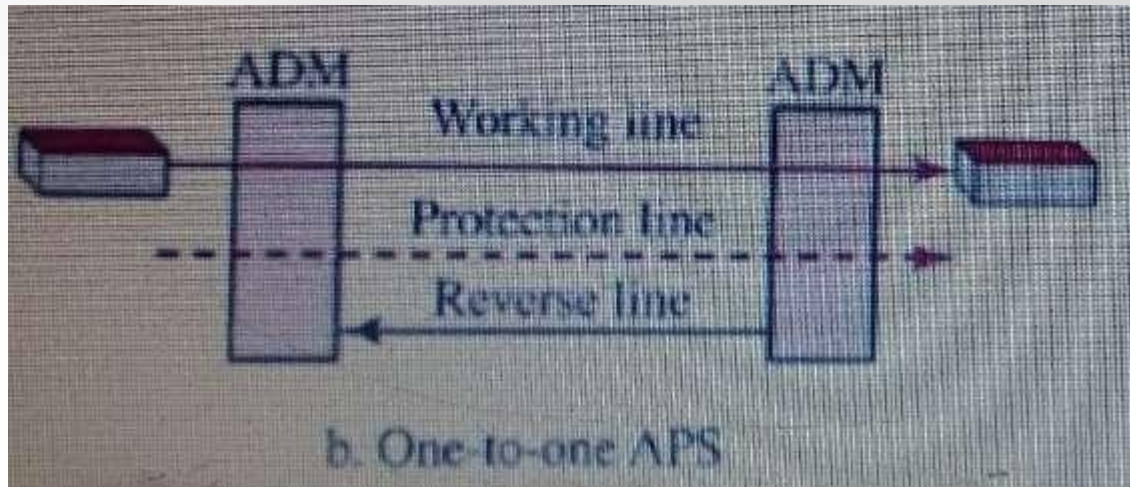 ADM ADM
Working line
Protection line
Reverse line
b. One-to-one APS